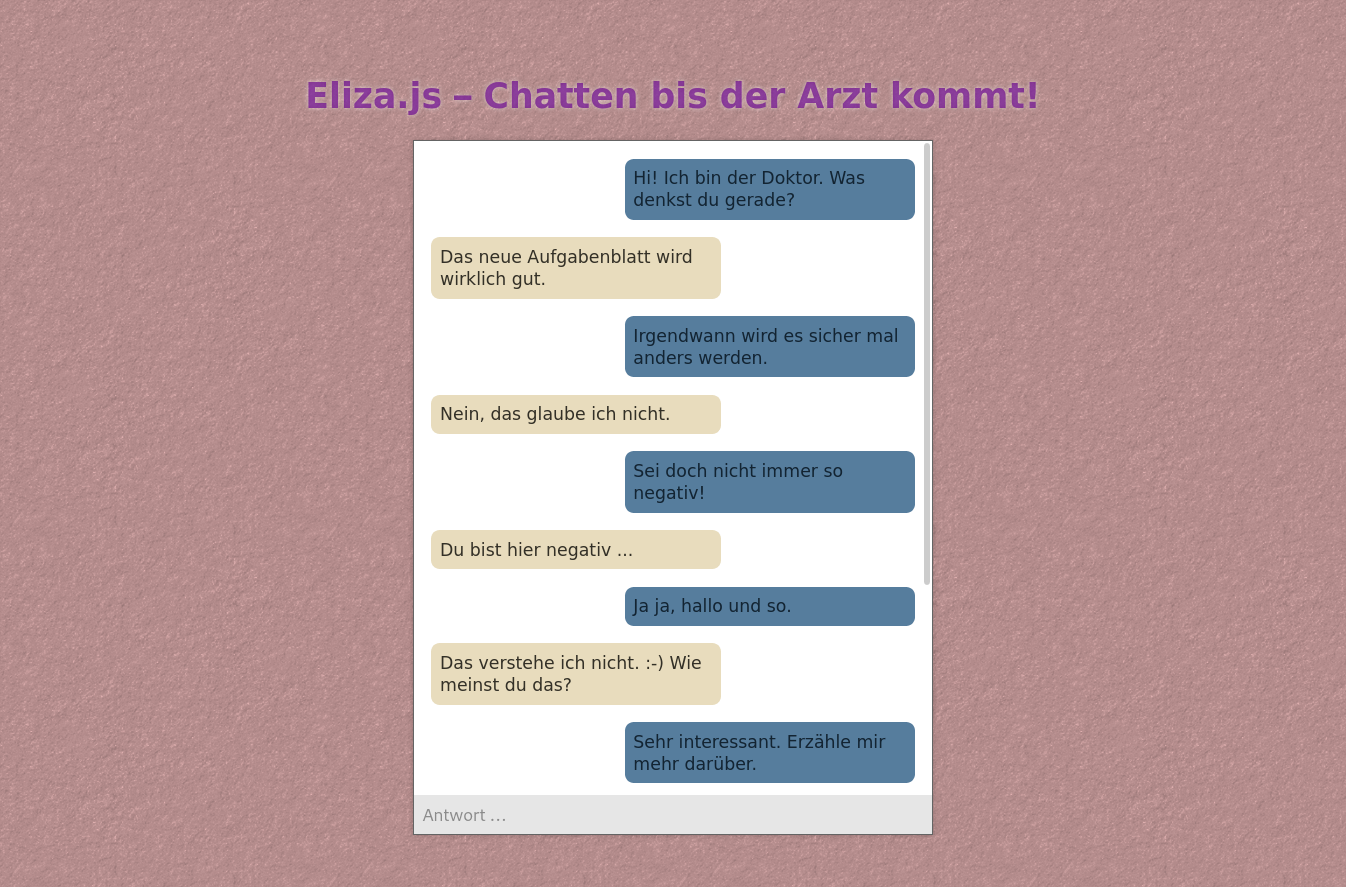 Eliza.js – Chatten bis der Arzt kommt!
Hi! Ich bin der Doktor. Was
denkst du gerade?
Das neue Aufgabenblatt wird
wirklich gut.
Irgendwann wird es sicher mal
anders werden.
Nein, das glaube ich nicht.
Sei doch nicht immer so
negativ!
Du bist hier negativ …
Ja ja, hallo und so.
Das verstehe ich nicht. :-) Wie
meinst du das?
Sehr interessant. Erzähle mir
mehr darüber.
Antwort …